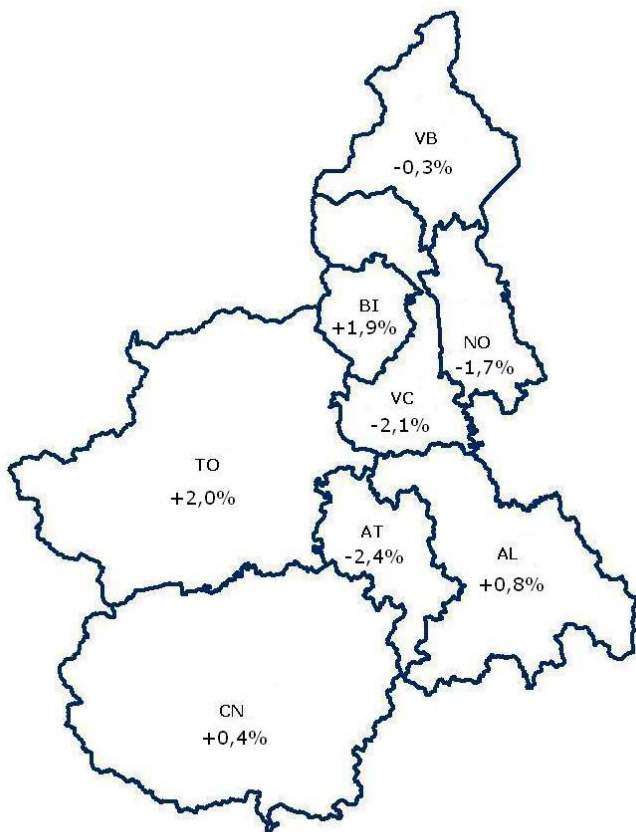 VB
-0,3%
BI
+1,9%
NO
-1,7%
VC
-2,1%
TO
+2,0%
AT
-2,4%
AL
+0,8%
CN
+0,4%